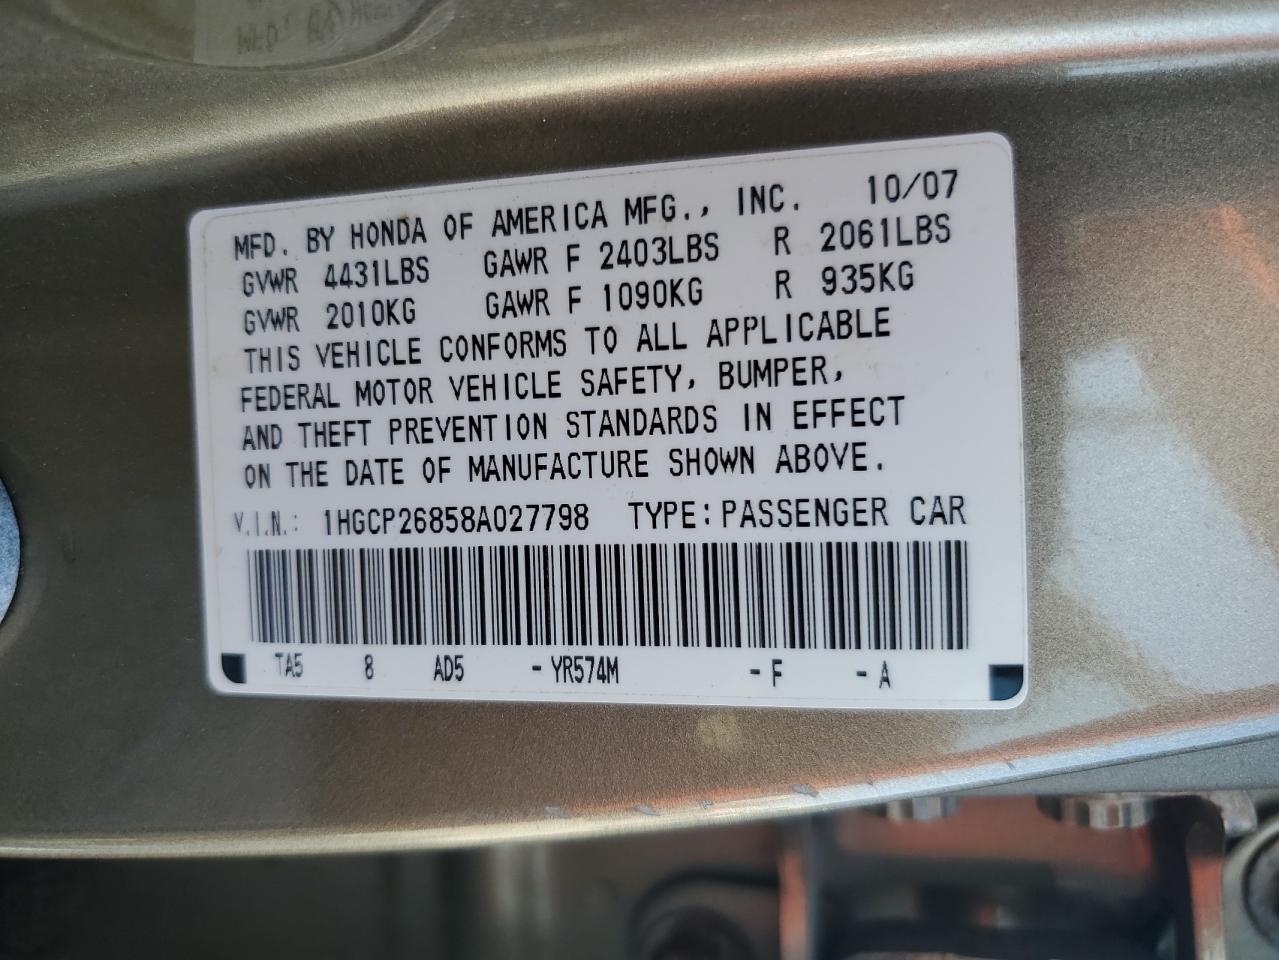 MFD. BY HONDA OF AMERICA MFG., INC. 10/07
GVWR 4431LBS GAWR F 2403LBS R 2061LBS
GVWR 2010KG GAWR F 1090KG R 935KG
THIS VEHICLE CONFORMS TO ALL APPLICABLE
FEDERAL MOTOR VEHICLE SAFETY, BUMPER,
AND THEFT PREVENTION STANDARDS IN EFFECT
ON THE DATE OF MANUFACTURE SHOWN ABOVE.
V.I.N.: 1HGCP26858A027798 TYPE:PASSENGER CAR
TA5 8 AD5 -YR574M -F -A